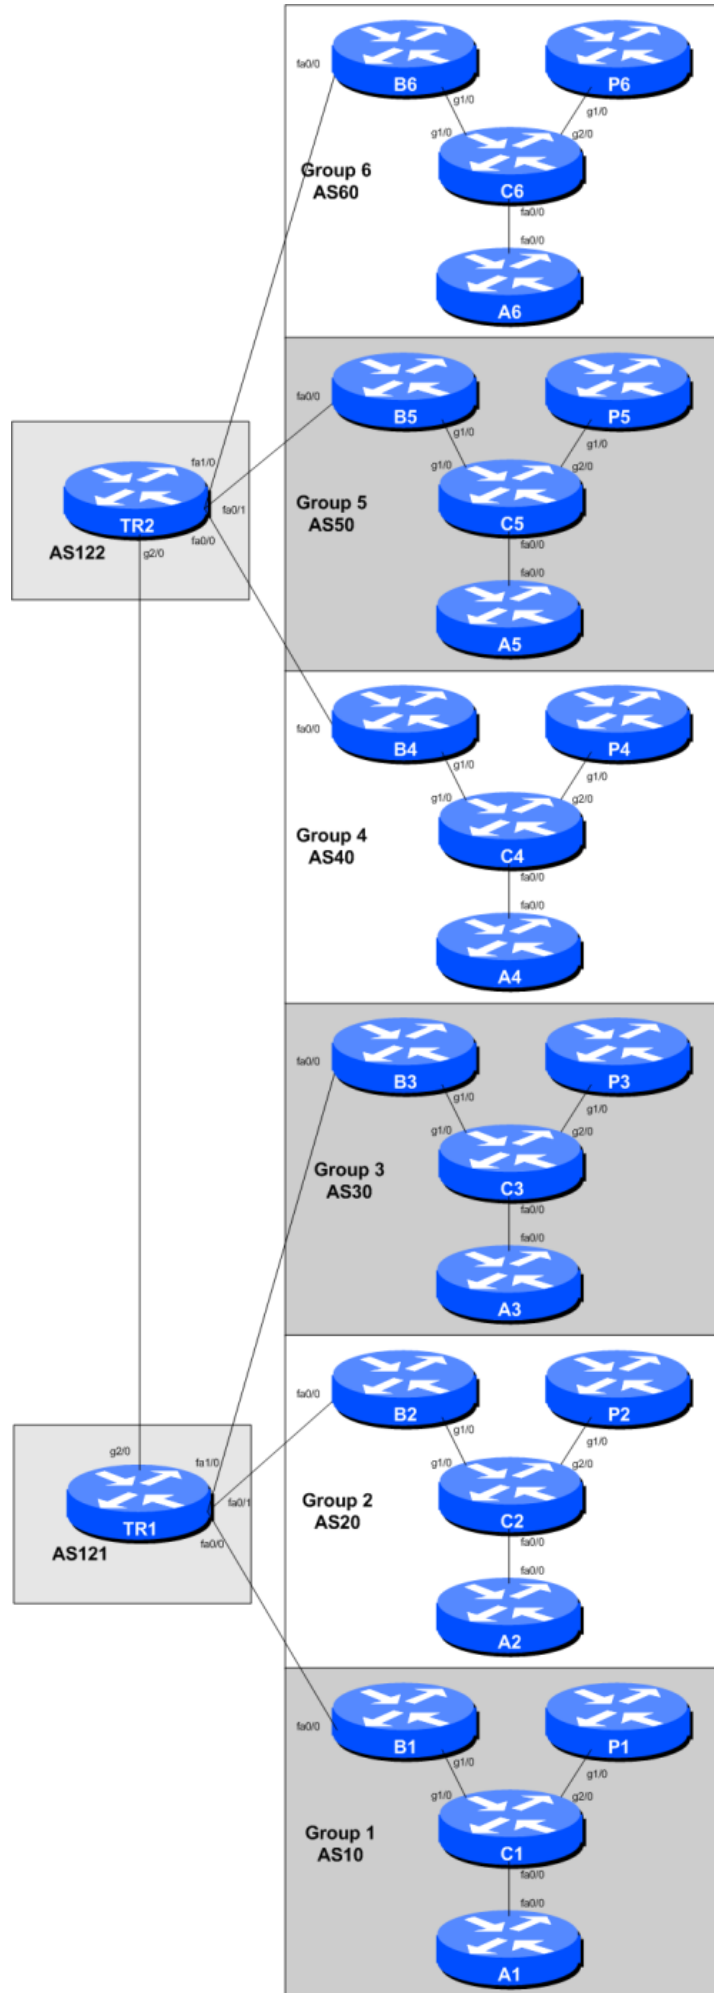 fa0/0
B6
P6
g1/0
g1/0
g1/0
g2/0
Group 6
AS60
C6
fa0/0
fa0/0
A6
fa0/0
B5
P5
g1/0
g1/0
g1/0
g2/0
Group 5
AS50
C5
fa0/0
fa0/0
A5
fa1/0
fa0/1
TR2
fa0/0
AS122
g2/0
fa0/0
B4
P4
g1/0
g1/0
g1/0
g2/0
Group 4
AS40
C4
fa0/0
fa0/0
A4
fa0/0
B3
P3
g1/0
g1/0
g1/0
g2/0
Group 3
AS30
C3
fa0/0
fa0/0
A3
fa0/0
B2
P2
g1/0
g1/0
g1/0
g2/0
Group 2
AS20
C2
fa0/0
fa0/0
A2
g2/0
fa1/0
fa0/1
TR1
fa0/0
AS121
fa0/0
B1
P1
g1/0
g1/0
g1/0
g2/0
Group 1
AS10
C1
fa0/0
fa0/0
A1